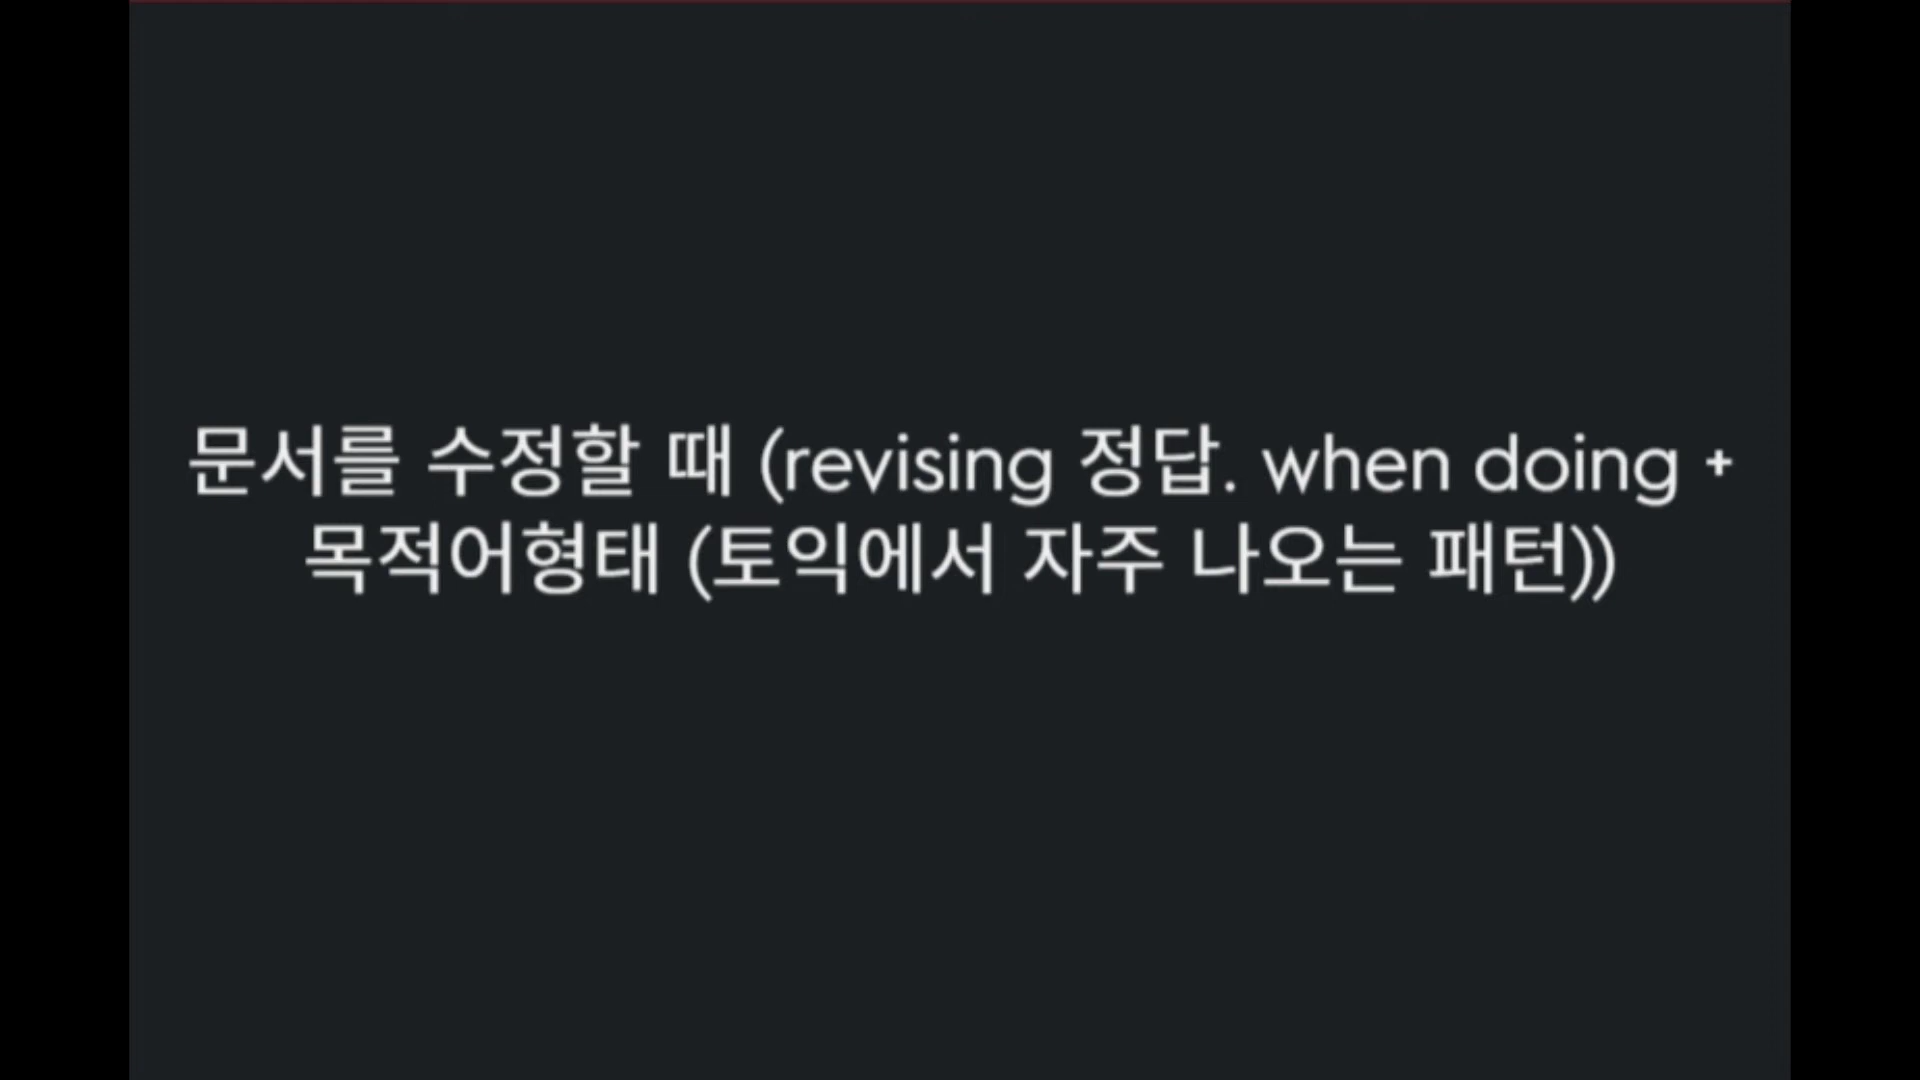 문서를 수정할 때 (revising 정답. when doing +
목적어형태 (토익에서 자주 나오는 패턴))